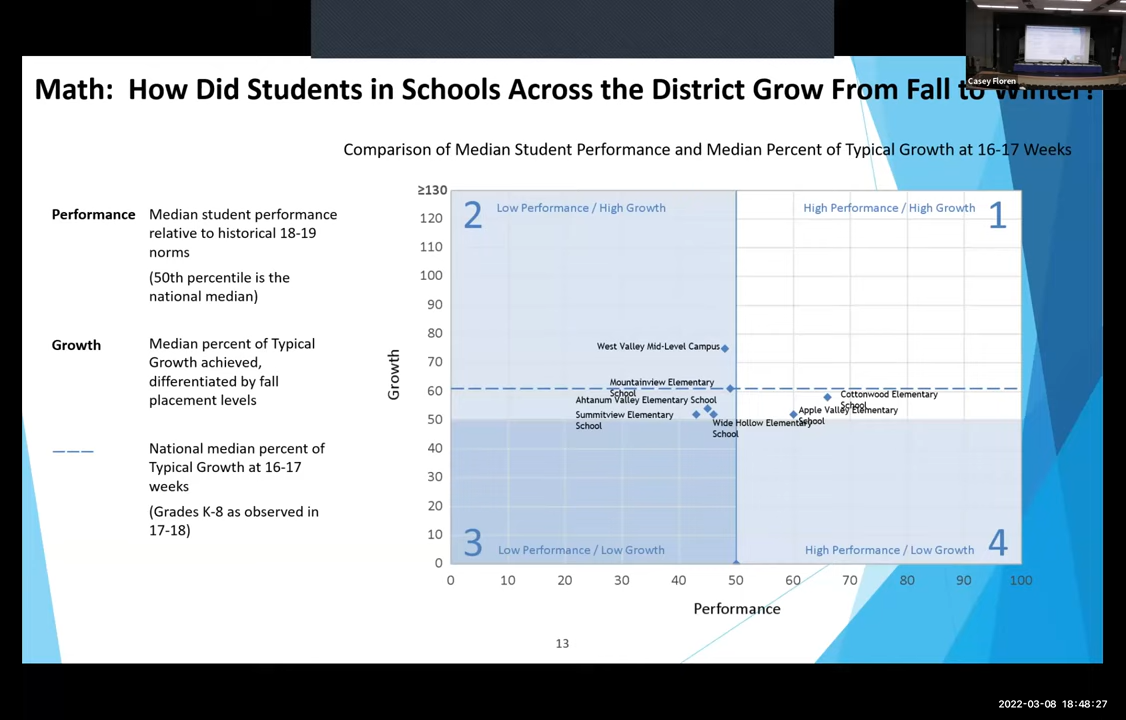 Casey Floren
Math: How Did Students in Schools Across the District Grow From Fall to Winter?
Comparison of Median Student Performance and Median Percent of Typical Growth at 16-17 Weeks
Performance
Median student performance
relative to historical 18-19
norms
(50th percentile is the
national median)
Growth
Median percent of Typical
Growth achieved,
differentiated by fall
placement levels
National median percent of
Typical Growth at 16-17
weeks
(Grades K-8 as observed in
17-18)
Growth
≥130
120
110
100
90
80
70
60
50
40
30
20
10
0
2
Low Performance / High Growth
High Performance / High Growth
1
West Valley Mid-Level Campus
Mountainview Elementary
School
Ahtanum Valley Elementary School
Summitview Elementary
School
Wide Hollow Elementary
School
Cottonwood Elementary
School
Apple Valley Elementary
School
3
Low Performance / Low Growth
High Performance / Low Growth
4
0 10 20 30 40 50 60 70 80 90 100
Performance
13
2022-03-08 18:48:27